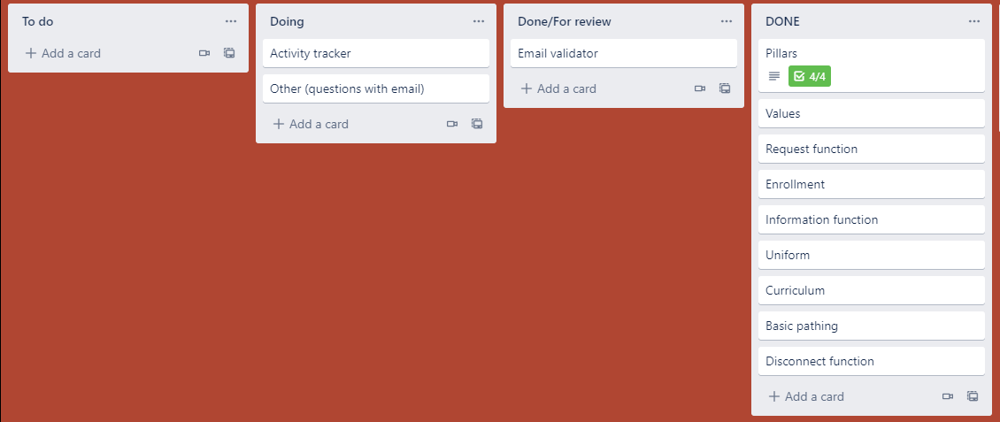 To do
Add a card
Doing
Activity tracker
Other (questions with email)
Add a card
Done/For review
Email validator
Add a card
DONE
Pillars
4/4
Values
Request function
Enrollment
Information function
Uniform
Curriculum
Basic pathing
Disconnect function
Add a card